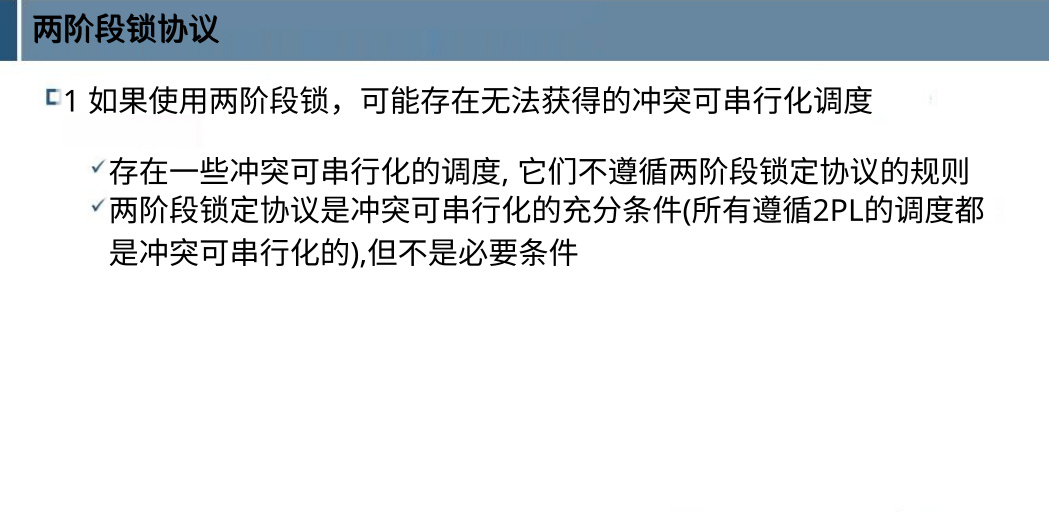 两阶段锁协议
1 如果使用两阶段锁，可能存在无法获得的冲突可串行化调度
存在一些冲突可串行化的调度, 它们不遵循两阶段锁定协议的规则
两阶段锁定协议是冲突可串行化的充分条件(所有遵循2PL的调度都
是冲突可串行化的),但不是必要条件